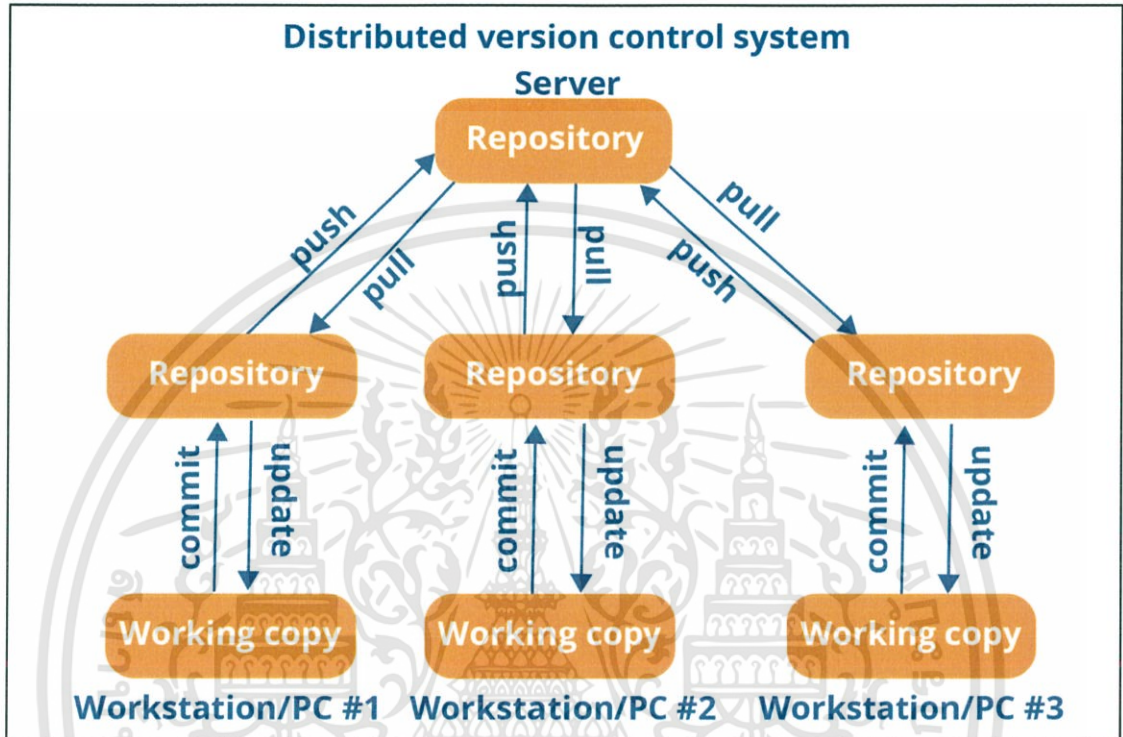 Distributed version control system
Server
Repository
push
pull
push
pull
push
pull
Repository
Repository
Repository
commit
update
commit
update
commit
update
Working copy
Working copy
Working copy
Workstation/PC #1
Workstation/PC #2
Workstation/PC #3